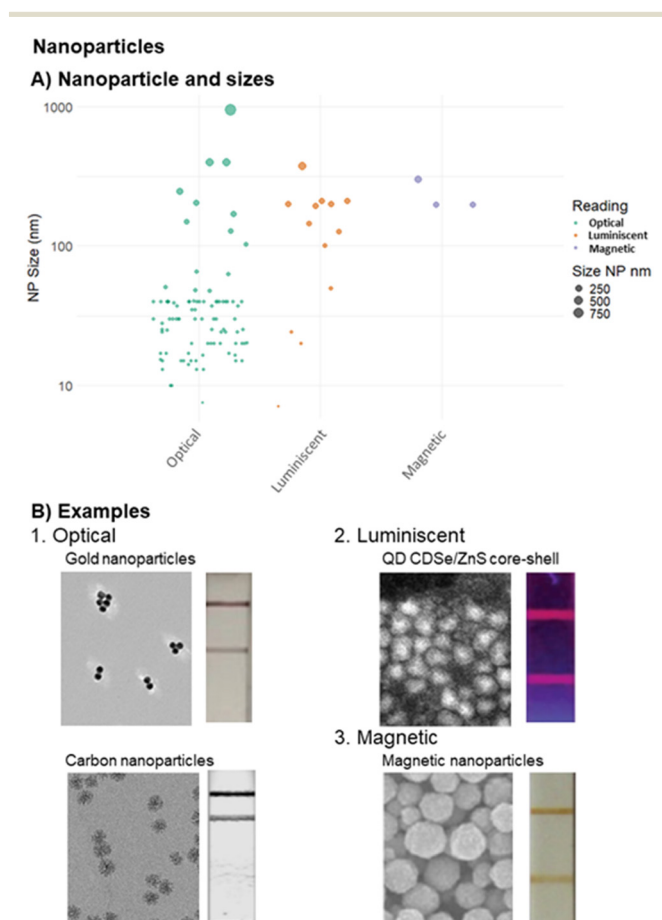 Nanoparticles
A) Nanoparticle and sizes
1000
100
10
NP Size (nm)
Optical
Luminiscent
Magnetic
Reading
Optical
Luminiscent
Magnetic
Size NP nm
250
500
750
B) Examples
1. Optical
Gold nanoparticles
2. Luminiscent
QD CDSe/ZnS core-shell
Carbon nanoparticles
3. Magnetic
Magnetic nanoparticles